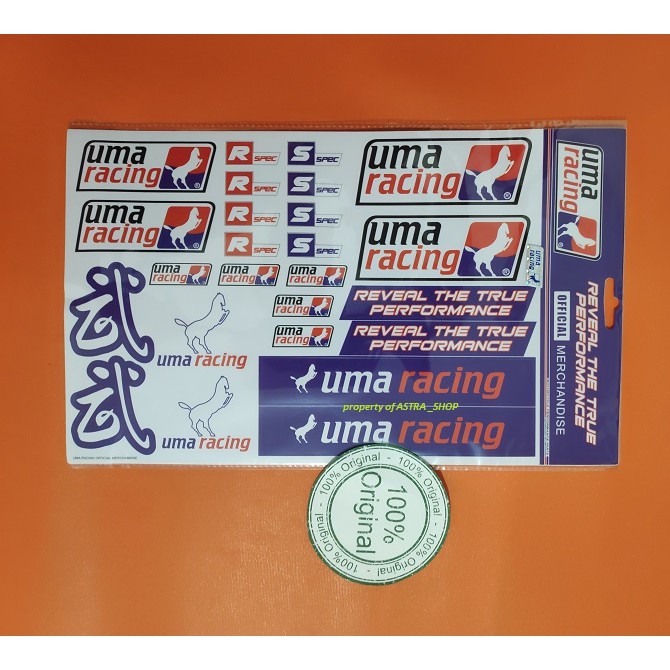 uma
racing
®
R SPEC
S SPEC
uma
racing
®
R SPEC
S SPEC
R SPEC
S SPEC
R SPEC
S SPEC
uma
racing
®
uma
racing
®
uma
racing
uma
racing
uma
racing
uma
racing
REVEAL THE TRUE
PERFORMANCE
uma
racing
REVEAL THE TRUE
PERFORMANCE
uma racing
uma racing
uma racing
property of ASTRA_SHOP
uma racing
UMA RACING OFFICIAL MERCHANDISE
uma
racing
uma
racing
REVEAL THE TRUE
PERFORMANCE
OFFICIAL MERCHANDISE
100% Original - 100% Original - 100% Original - 100% Original -
100%
Original